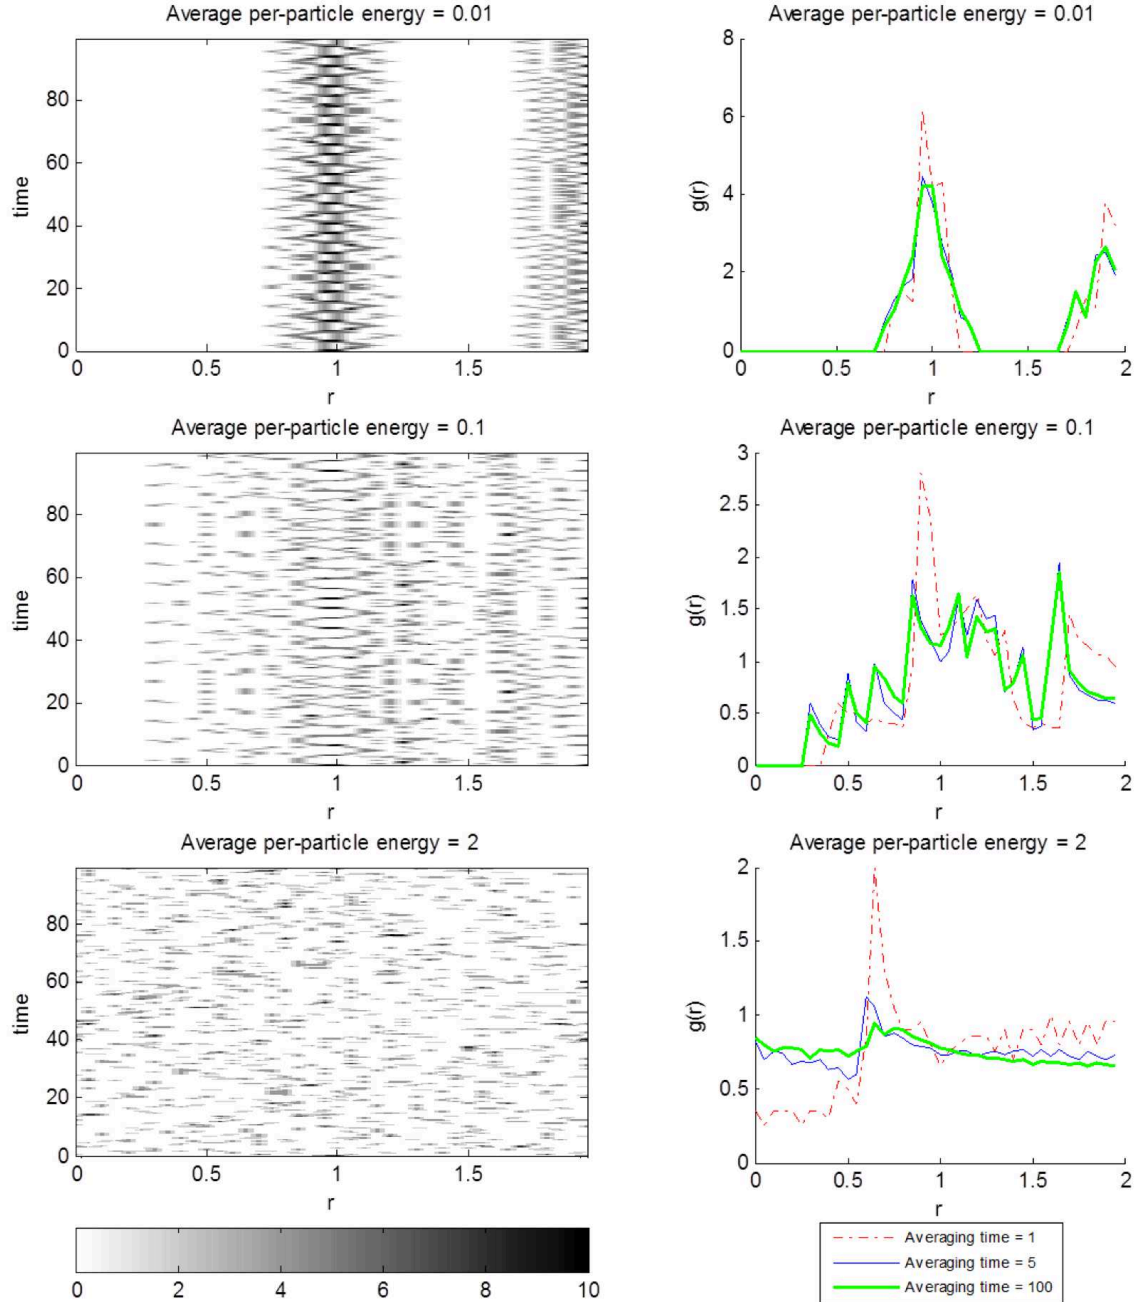 Average per-particle energy = 0.01
Average per-particle energy = 0.01
time
80
60
40
20
0
0 0.5 1 1.5
r
g(r)
8
6
4
2
0
0 0.5 1 1.5 2
r
Average per-particle energy = 0.1
Average per-particle energy = 0.1
time
80
60
40
20
0
0 0.5 1 1.5
r
g(r)
3
2.5
2
1.5
1
0.5
0
0 0.5 1 1.5 2
r
Average per-particle energy = 2
Average per-particle energy = 2
time
80
60
40
20
0
0 0.5 1 1.5
r
g(r)
2
1.5
1
0.5
0
0 0.5 1 1.5 2
r
0 2 4 6 8 10
Averaging time = 1
Averaging time = 5
Averaging time = 100